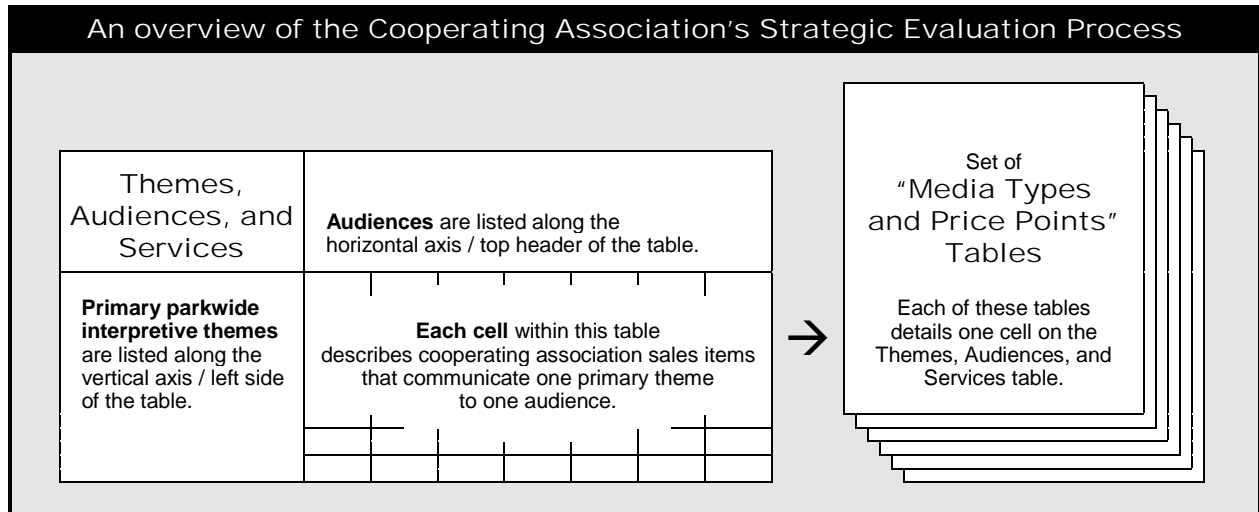 An overview of the Cooperating Association's Strategic Evaluation Process
Themes,
Audiences, and
Services
Audiences are listed along the
horizontal axis / top header of the table.
Primary parkwide
interpretive themes
are listed along the
vertical axis / left side
of the table.
Each cell within this table
describes cooperating association sales items
that communicate one primary theme
to one audience.
→
Set of
"Media Types
and Price Points"
Tables
Each of these tables
details one cell on the
Themes, Audiences, and
Services table.